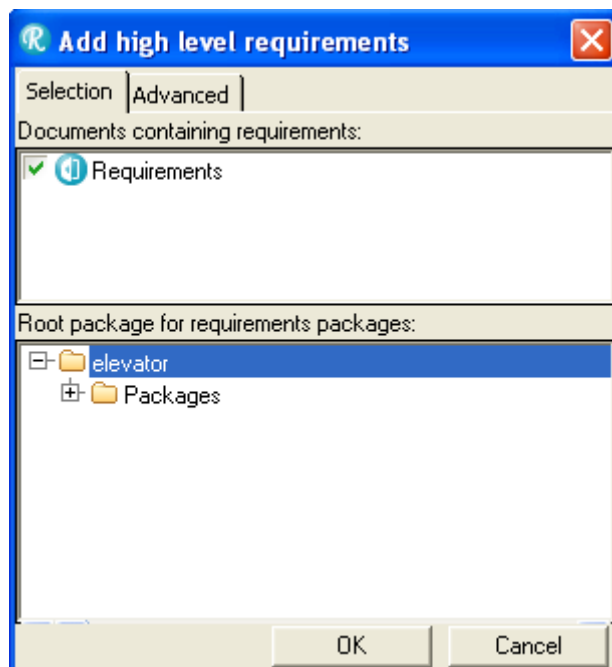 Add high level requirements
Selection Advanced
Documents containing requirements:
Requirements
Root package for requirements packages:
elevator
Packages
OK Cancel